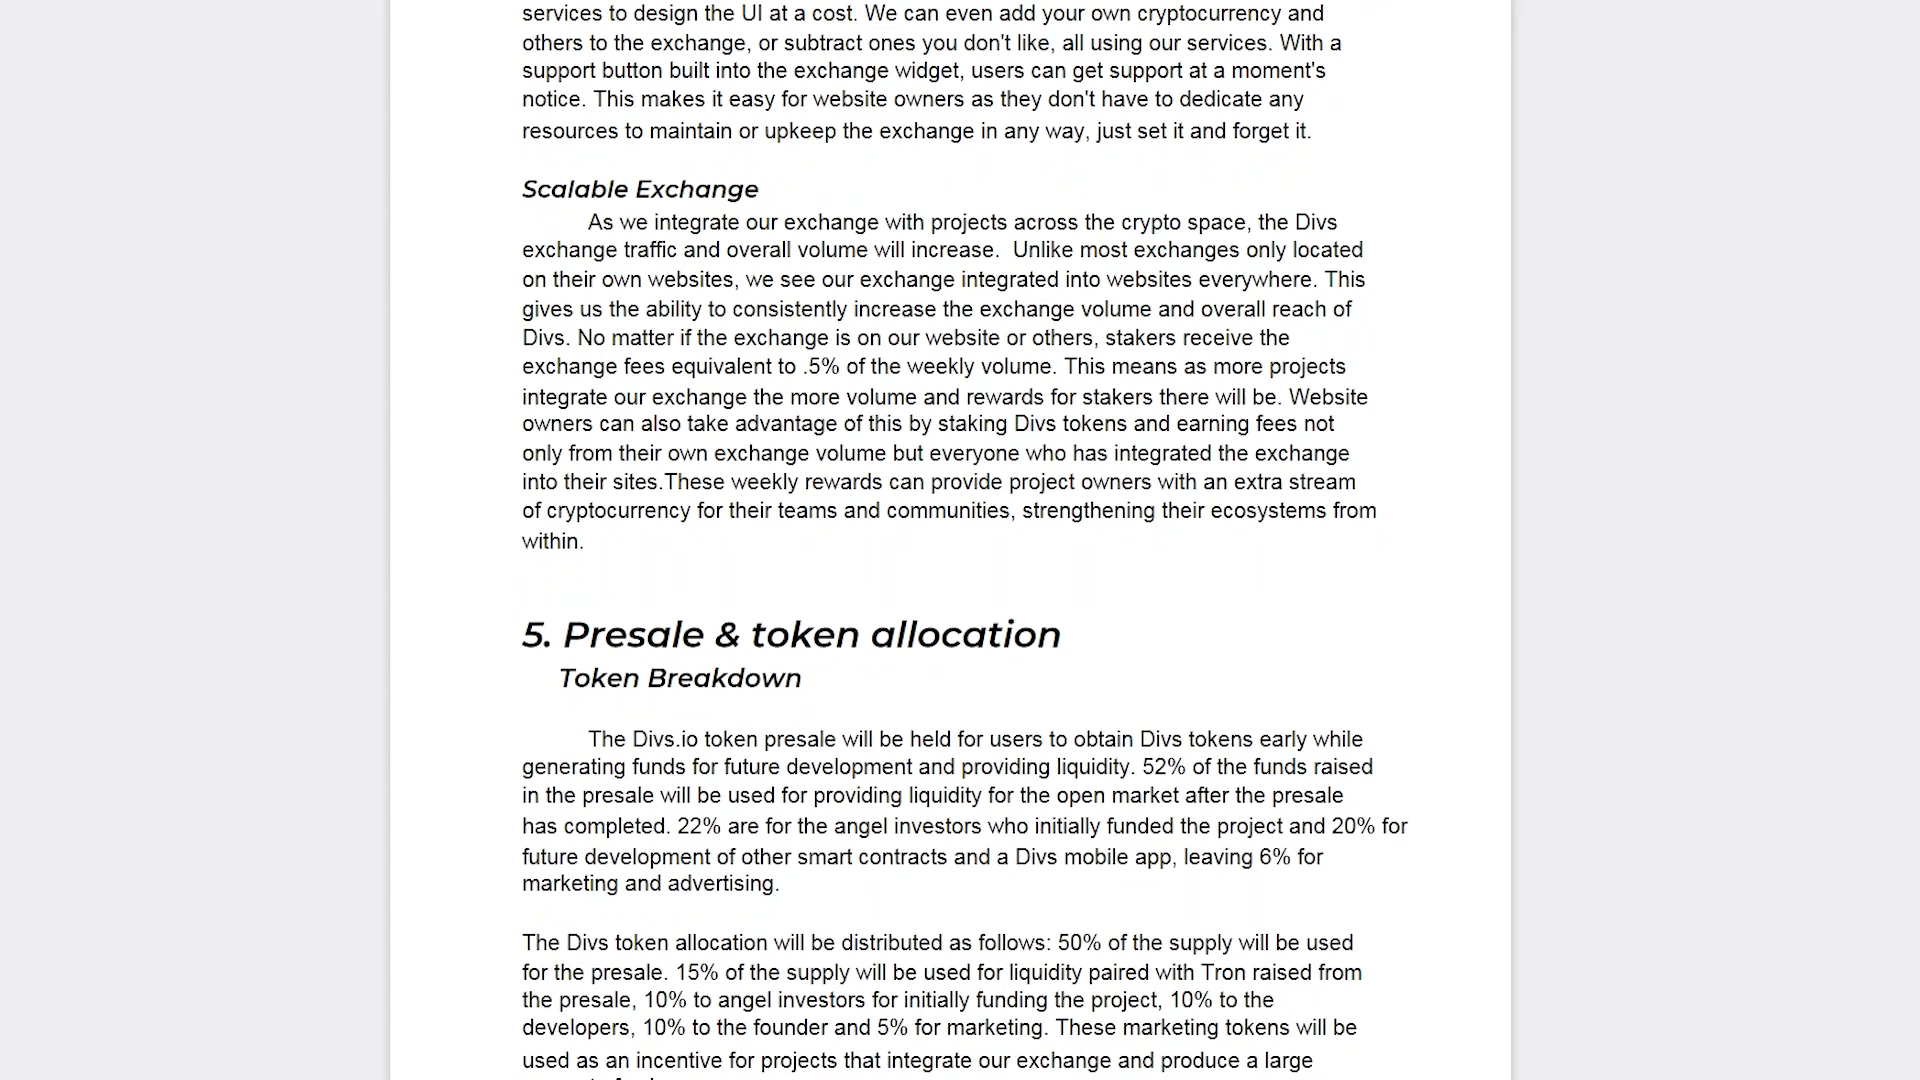 services to design the UI at a cost. We can even add your own cryptocurrency and
others to the exchange, or subtract ones you don't like, all using our services. With a
support button built into the exchange widget, users can get support at a moment's
notice. This makes it easy for website owners as they don't have to dedicate any
resources to maintain or upkeep the exchange in any way, just set it and forget it.
Scalable Exchange
As we integrate our exchange with projects across the crypto space, the Divs
exchange traffic and overall volume will increase.  Unlike most exchanges only located
on their own websites, we see our exchange integrated into websites everywhere. This
gives us the ability to consistently increase the exchange volume and overall reach of
Divs. No matter if the exchange is on our website or others, stakers receive the
exchange fees equivalent to .5% of the weekly volume. This means as more projects
integrate our exchange the more volume and rewards for stakers there will be. Website
owners can also take advantage of this by staking Divs tokens and earning fees not
only from their own exchange volume but everyone who has integrated the exchange
into their sites.These weekly rewards can provide project owners with an extra stream
of cryptocurrency for their teams and communities, strengthening their ecosystems from
within.
5. Presale & token allocation
Token Breakdown
The Divs.io token presale will be held for users to obtain Divs tokens early while
generating funds for future development and providing liquidity. 52% of the funds raised
in the presale will be used for providing liquidity for the open market after the presale
has completed. 22% are for the angel investors who initially funded the project and 20% for
future development of other smart contracts and a Divs mobile app, leaving 6% for
marketing and advertising.
The Divs token allocation will be distributed as follows: 50% of the supply will be used
for the presale. 15% of the supply will be used for liquidity paired with Tron raised from
the presale, 10% to angel investors for initially funding the project, 10% to the
developers, 10% to the founder and 5% for marketing. These marketing tokens will be
used as an incentive for projects that integrate our exchange and produce a large